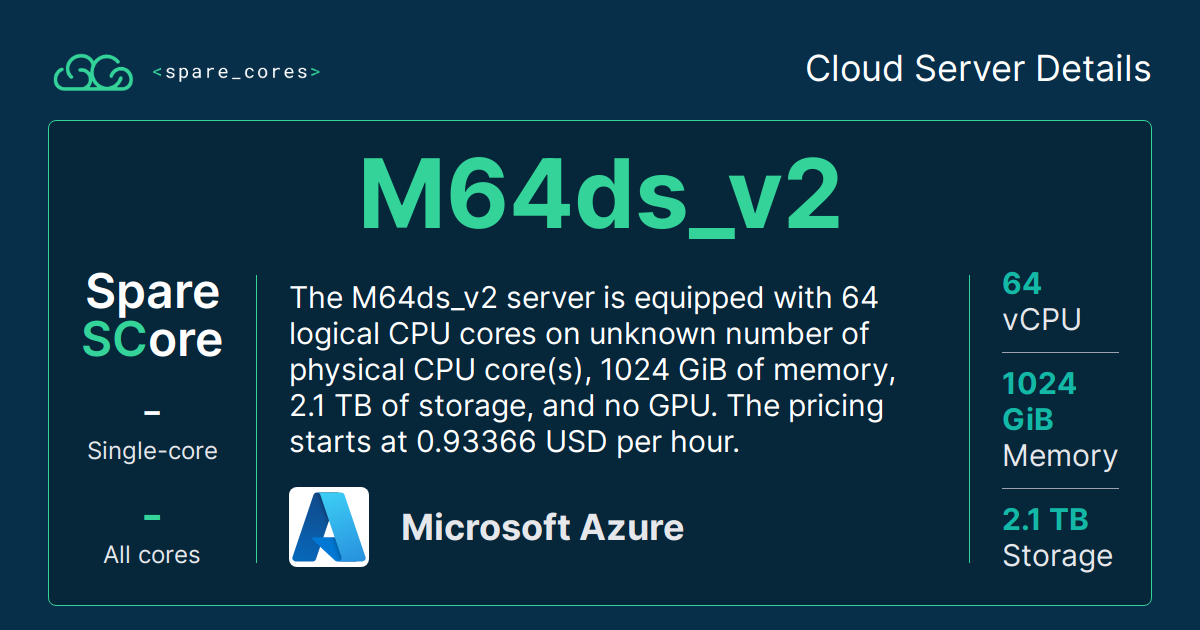 <spare_cores>
Cloud Server Details
M64ds_v2
Spare
SCore
–
Single-core
–
All cores
The M64ds_v2 server is equipped with 64
logical CPU cores on unknown number of
physical CPU core(s), 1024 GiB of memory,
2.1 TB of storage, and no GPU. The pricing
starts at 0.93366 USD per hour.
Microsoft Azure
64
vCPU
1024
GiB
Memory
2.1 TB
Storage